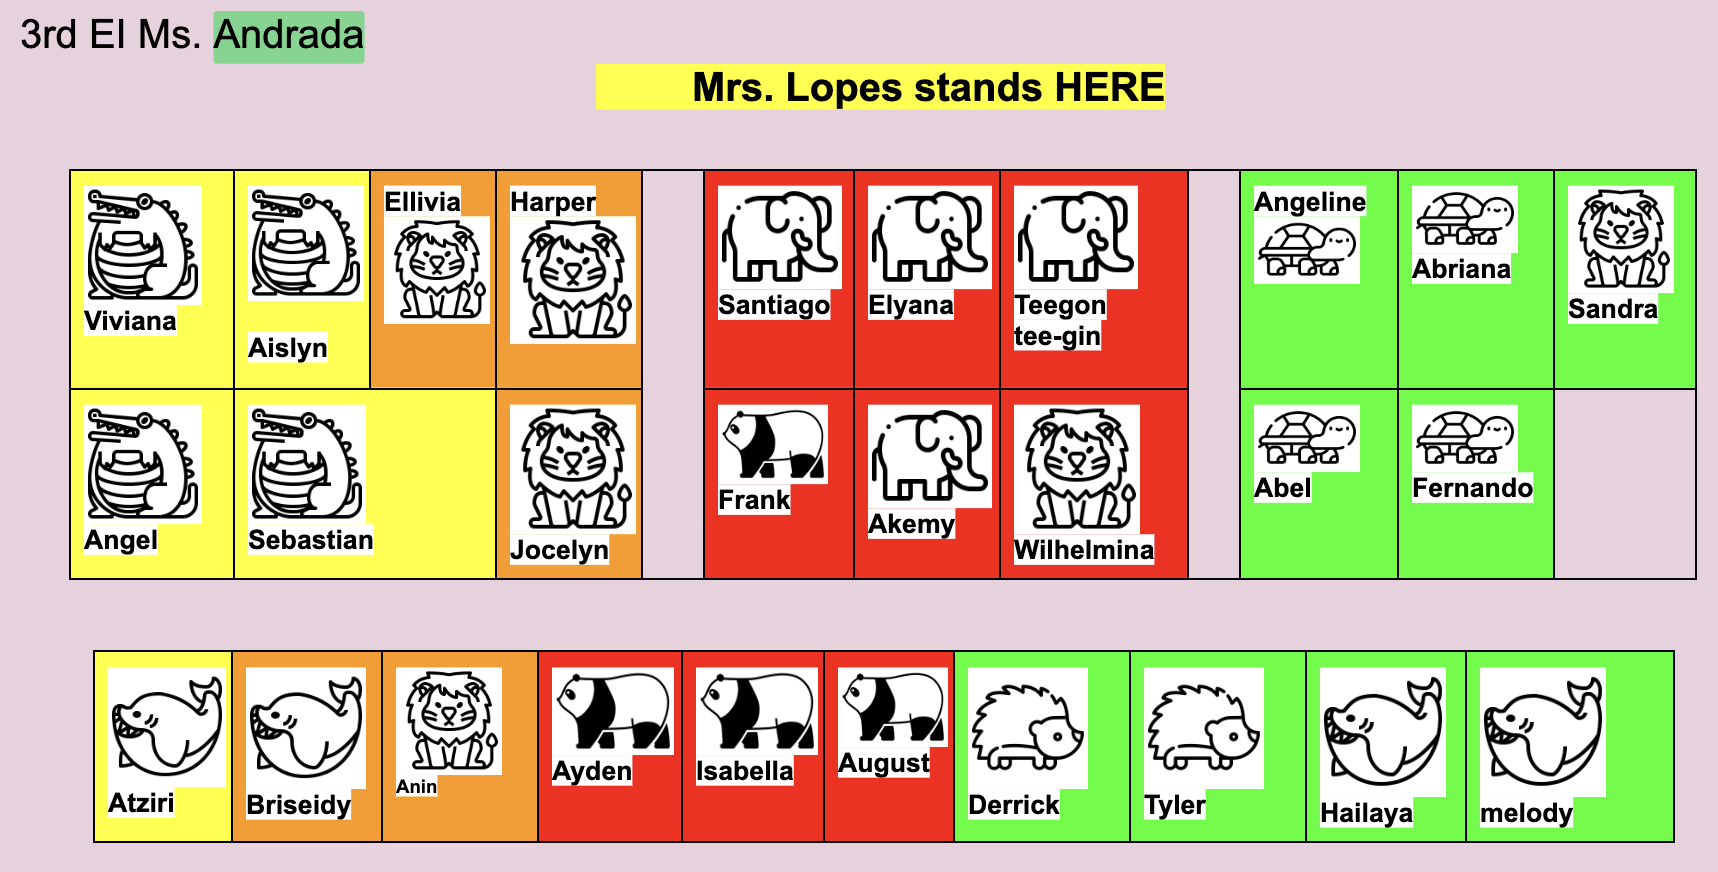 3rd El Ms. Andrada
Mrs. Lopes stands HERE
Viviana
Aislyn
Ellivia
Harper
Santiago
Elyana
Teegon
tee-gin
Angeline
Abriana
Sandra
Angel
Sebastian
Jocelyn
Frank
Akemy
Wilhelmina
Abel
Fernando
Atziri
Briseidy
Anin
Ayden
Isabella
August
Derrick
Tyler
Hailaya
melody